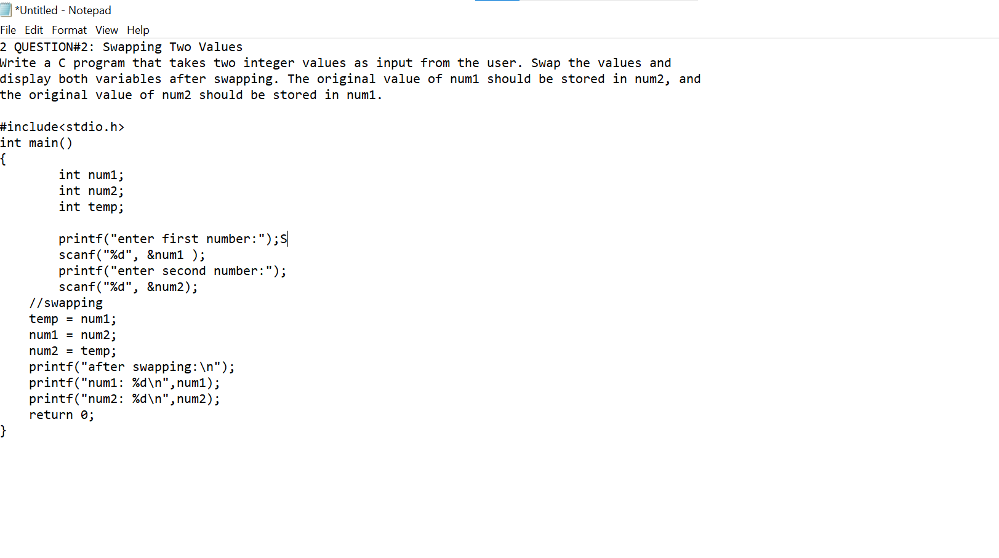 *Untitled - Notepad
File Edit Format View Help
2 QUESTION#2: Swapping Two Values
Write a C program that takes two integer values as input from the user. Swap the values and
display both variables after swapping. The original value of num1 should be stored in num2, and
the original value of num2 should be stored in num1.

#include<stdio.h>
int main()
{
        int num1;
        int num2;
        int temp;

        printf("enter first number:");S
        scanf("%d", &num1 );
        printf("enter second number:");
        scanf("%d", &num2);
    //swapping
    temp = num1;
    num1 = num2;
    num2 = temp;
    printf("after swapping:\n");
    printf("num1: %d\n",num1);
    printf("num2: %d\n",num2);
    return 0;
}